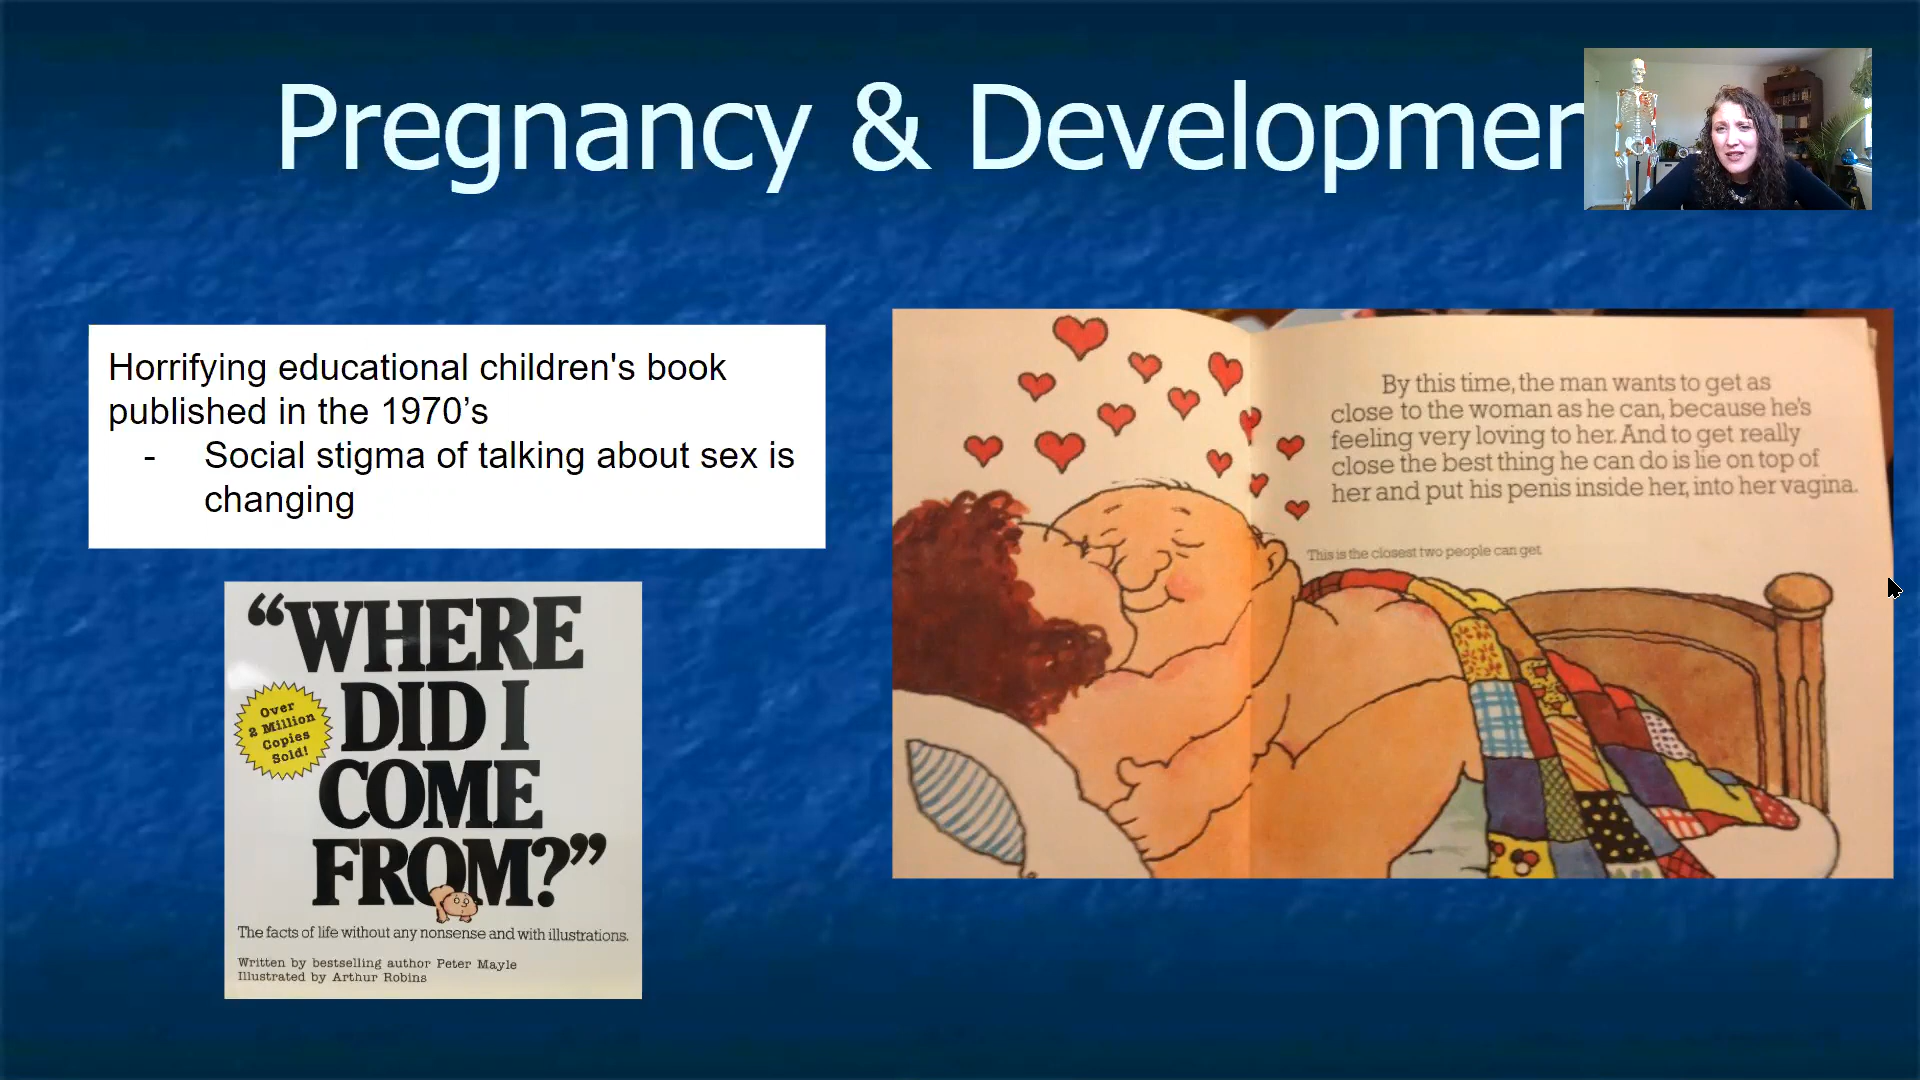 Pregnancy & Developmen
Horrifying educational children's book
published in the 1970’s
- Social stigma of talking about sex is
changing
“WHERE
DID I
COME
FROM?”
Over
2 Million
Copies
Sold!
The facts of life without any nonsense and with illustrations.
Written by bestselling author Peter Mayle
Illustrated by Arthur Robins
By this time, the man wants to get as
close to the woman as he can, because he's
feeling very loving to her. And to get really
close the best thing he can do is lie on top of
her and put his penis inside her, into her vagina.
This is the closest two people can get.